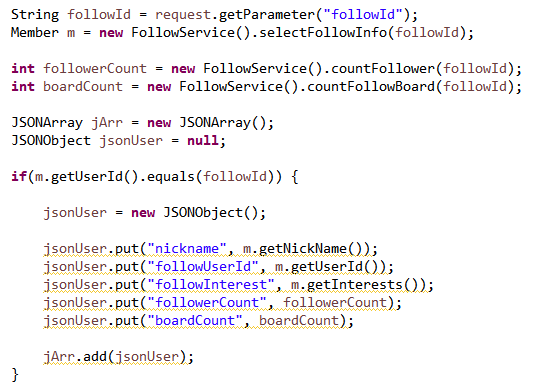 String followId = request.getParameter("followId");
Member m = new FollowService().selectFollowInfo(followId);
int followerCount = new FollowService().countFollower(followId);
int boardCount = new FollowService().countFollowBoard(followId);
JSONArray jArr = new JSONArray();
JSONObject jsonUser = null;
if(m.getUserId().equals(followId)) {
jsonUser = new JSONObject();
jsonUser.put("nickname", m.getNickName());
jsonUser.put("followUserId", m.getUserId());
jsonUser.put("followInterest", m.getInterests());
jsonUser.put("followerCount", followerCount);
jsonUser.put("boardCount", boardCount);
jArr.add(jsonUser);
}